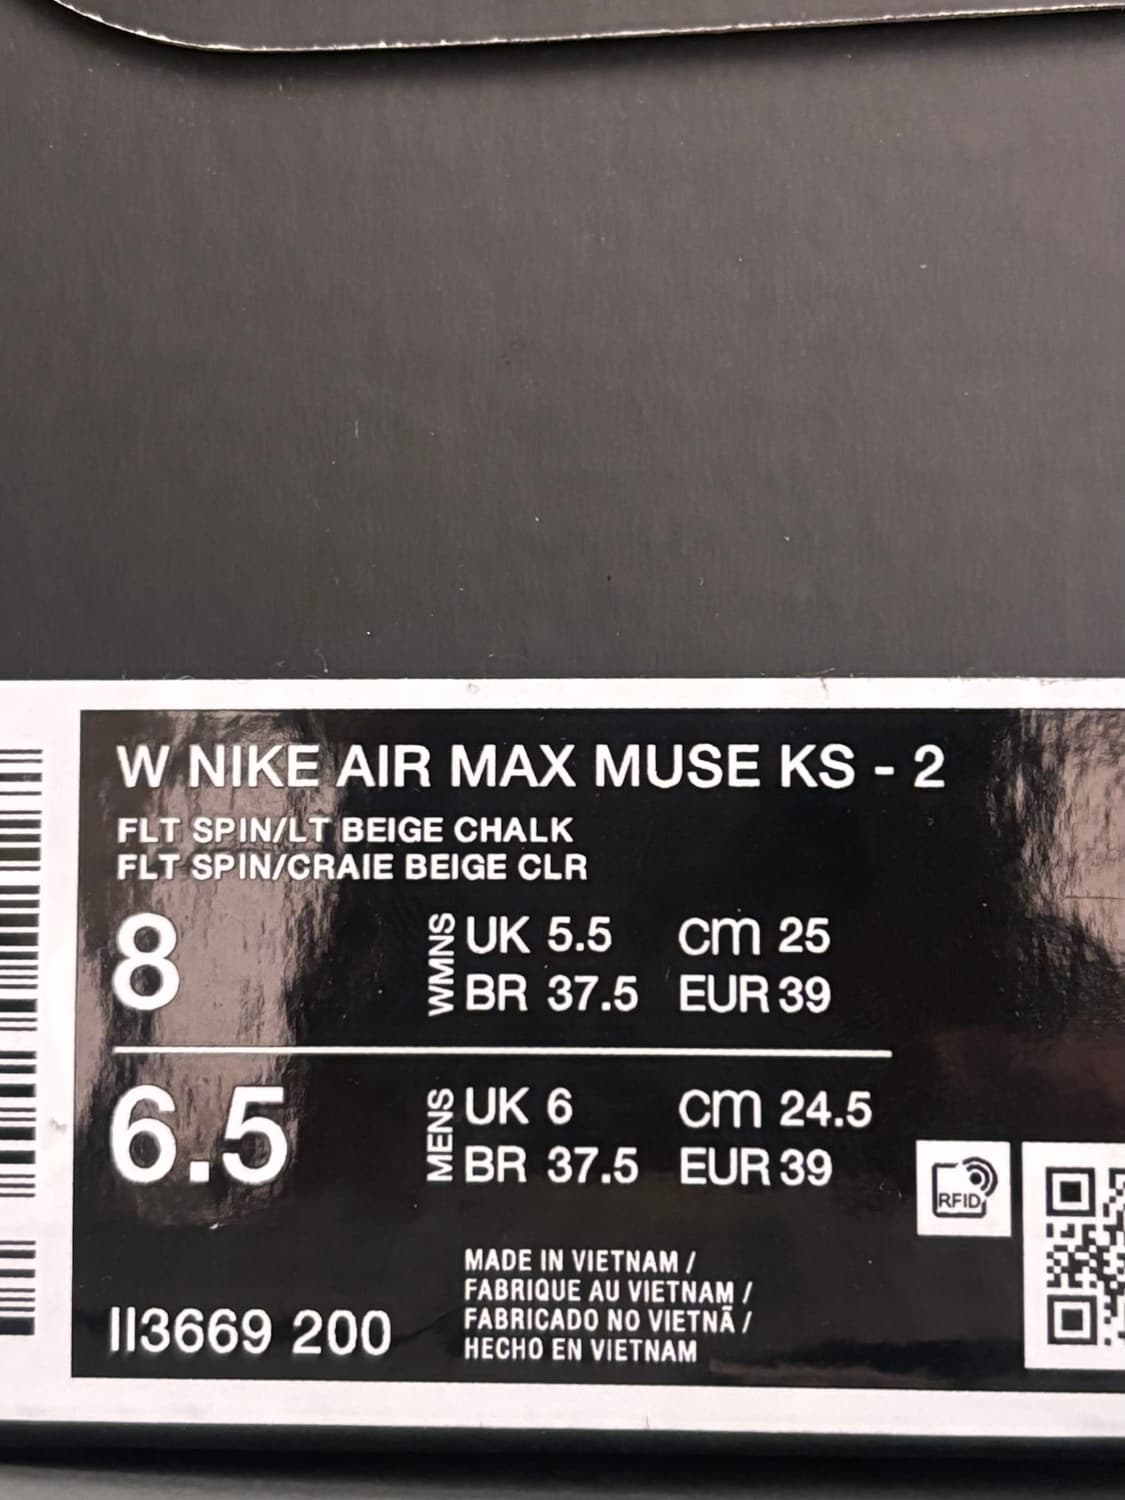 W NIKE AIR MAX MUSE KS - 2
FLT SPIN/LT BEIGE CHALK
FLT SPIN/CRAIE BEIGE CLR
8 WMNS UK 5.5 cm 25
BR 37.5 EUR 39
6.5 MENS UK 6 cm 24.5
BR 37.5 EUR 39
RFID
MADE IN VIETNAM /
FABRIQUE AU VIETNAM /
FABRICADO NO VIETNÃ /
HECHO EN VIETNAM
II3669 200